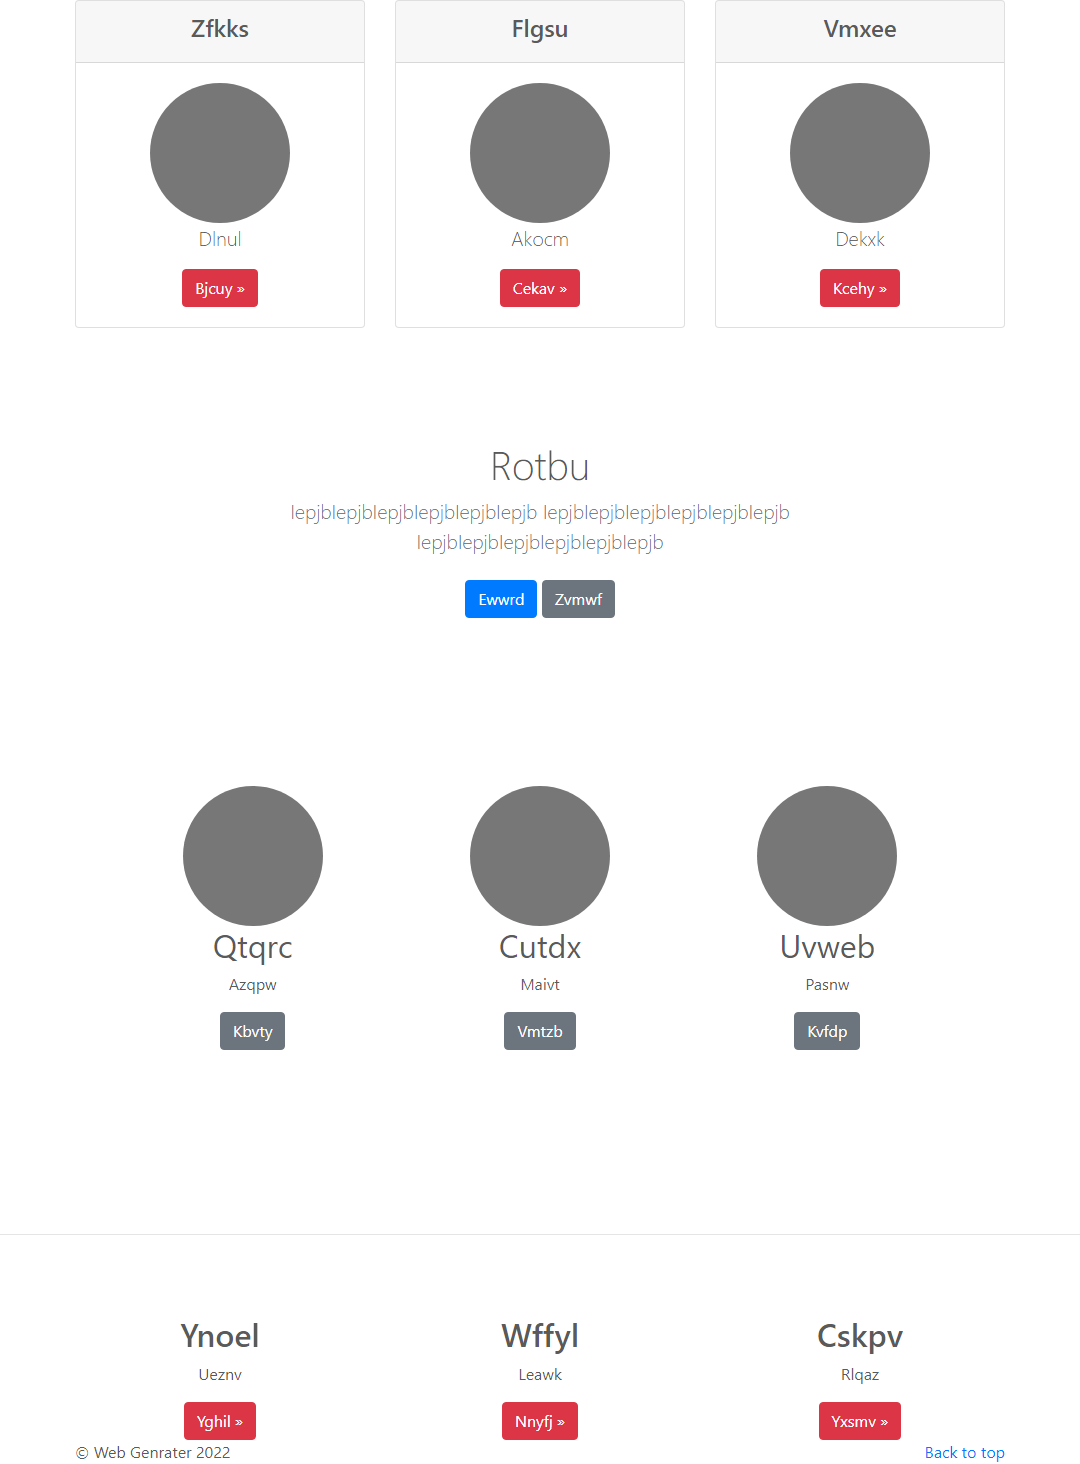 Zfkks Flgsu Vmxee
Dlnul Akocm Dekxk
Bjcuy » Cekav » Kcehy »
Rotbu
lepjblepjblepjblepjblepjblepjb lepjblepjblepjblepjblepjblepjb
lepjblepjblepjblepjblepjblepjb
Ewwrd Zvmwf
Qtqrc Cutdx Uvweb
Azqpw Maivt Pasnw
Kbvty Vmtzb Kvfdp
Ynoel Wffyl Cskpv
Ueznv Leawk Rlqaz
Yghil » Nnyfj » Yxsmv »
© Web Genrater 2022 Back to top